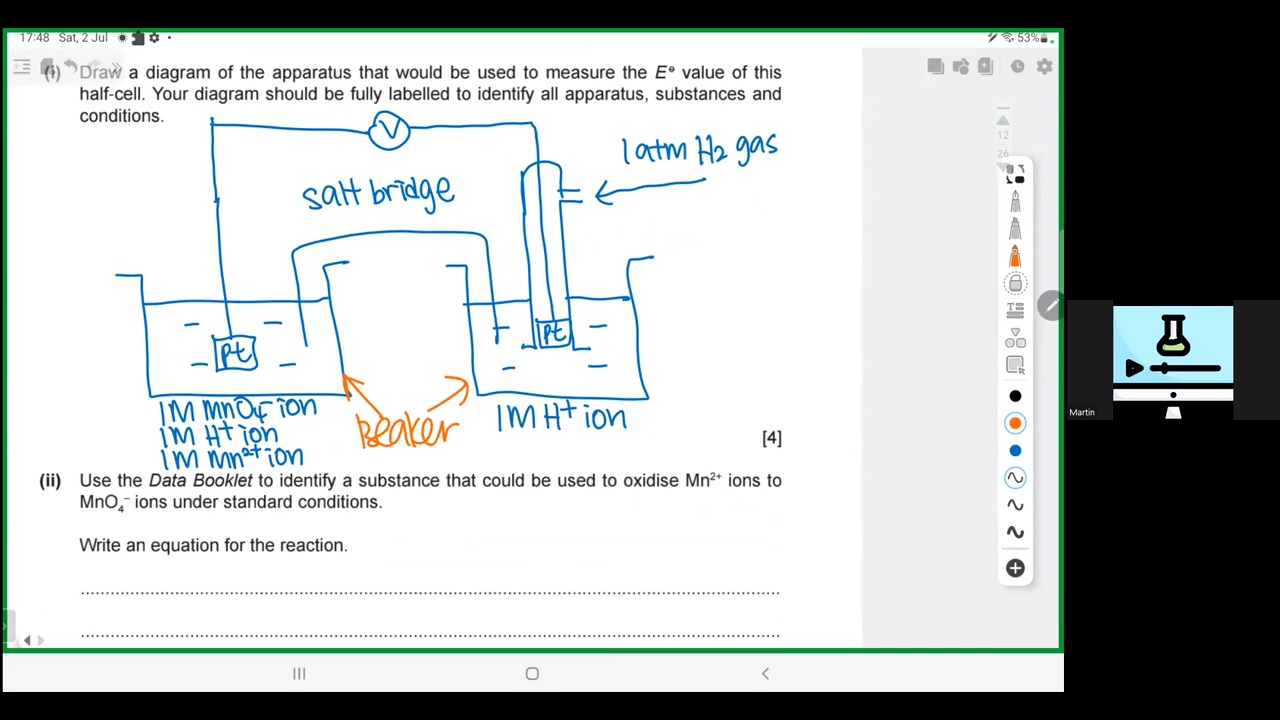 17:48 Sat, 2 Jul
53%
(i) Draw a diagram of the apparatus that would be used to measure the E⦵ value of this
half-cell. Your diagram should be fully labelled to identify all apparatus, substances and
conditions.
V
1 atm H2 gas
salt bridge
12
26
Pt
Pt
1M MnO4- ion
1M H+ ion
1M Mn2+ ion
Beaker
1M H+ ion
[4]
Martin
(ii) Use the Data Booklet to identify a substance that could be used to oxidise Mn2+ ions to
MnO4− ions under standard conditions.
Write an equation for the reaction.